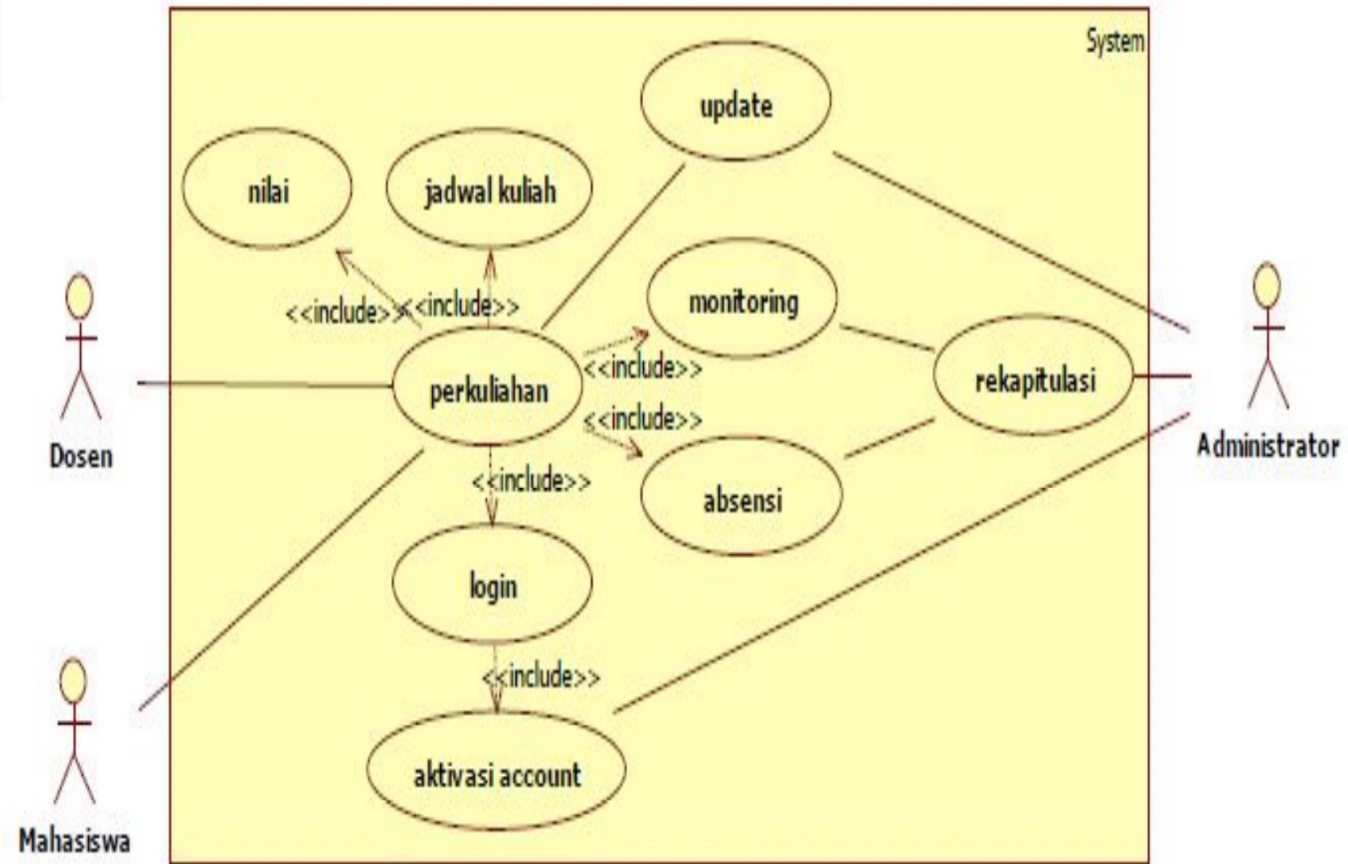 System
update
nilai
jadwal kuliah
<<include>>
<<include>>
monitoring
<<include>>
perkuliahan
rekapitulasi
<<include>>
Dosen
Administrator
<<include>>
absensi
login
<<include>>
aktivasi account
Mahasiswa